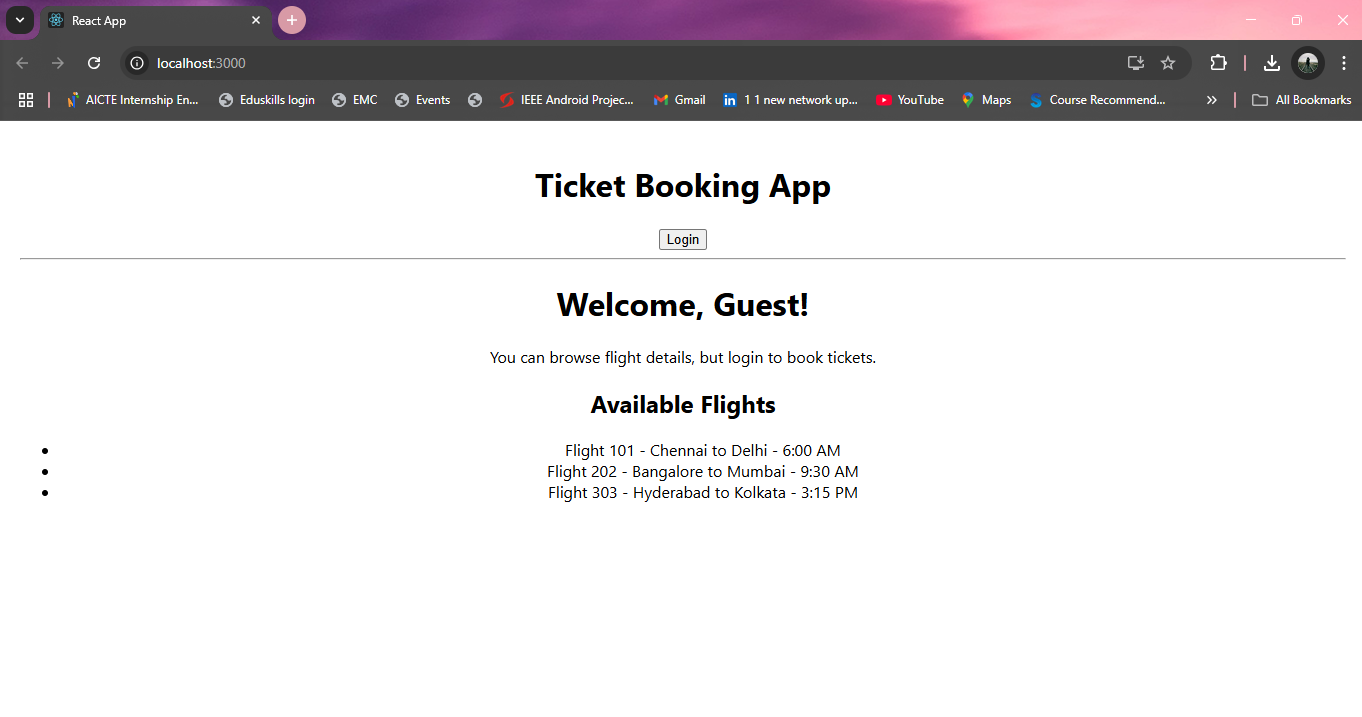 React App
localhost:3000
AICTE Internship En... Eduskills login EMC Events IEEE Android Projec... Gmail 1 1 new network up... YouTube Maps Course Recommend... » All Bookmarks
Ticket Booking App
Login
Welcome, Guest!
You can browse flight details, but login to book tickets.
Available Flights
• Flight 101 - Chennai to Delhi - 6:00 AM
• Flight 202 - Bangalore to Mumbai - 9:30 AM
• Flight 303 - Hyderabad to Kolkata - 3:15 PM